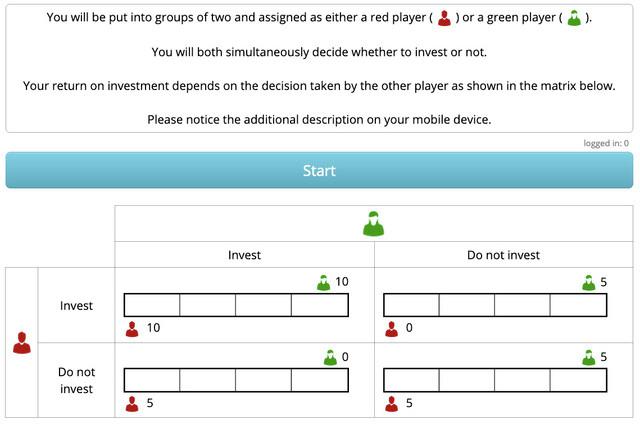 You will be put into groups of two and assigned as either a red player ( ) or a green player ( ).
You will both simultaneously decide whether to invest or not.
Your return on investment depends on the decision taken by the other player as shown in the matrix below.
Please notice the additional description on your mobile device.
logged in: 0
Start
Invest
Do not invest
Invest
10
10
5
0
Do not
invest
0
5
5
5